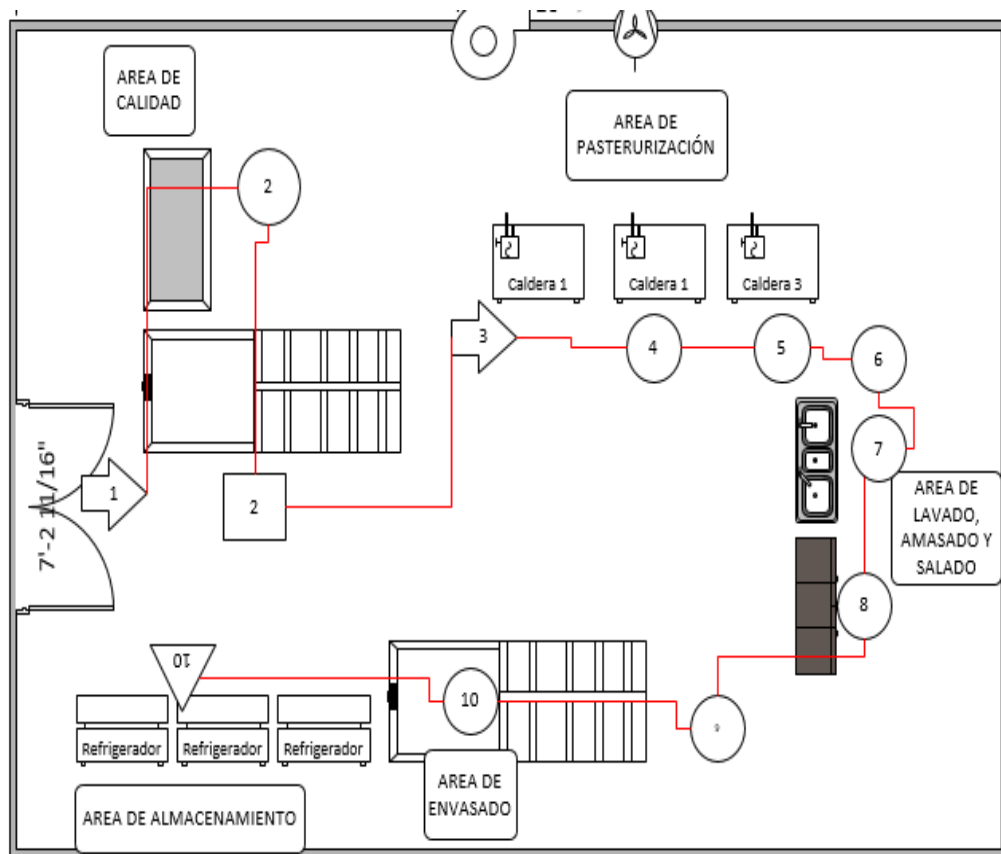 AREA DE
CALIDAD
AREA DE
PASTERURIZACIÓN
2
Caldera 1
Caldera 1
Caldera 3
3
4
5
6
7
7'-2 11/16"
1
2
AREA DE
LAVADO,
AMASADO Y
SALADO
8
10
10
9
Refrigerador
Refrigerador
Refrigerador
AREA DE
ENVASADO
AREA DE ALMACENAMIENTO